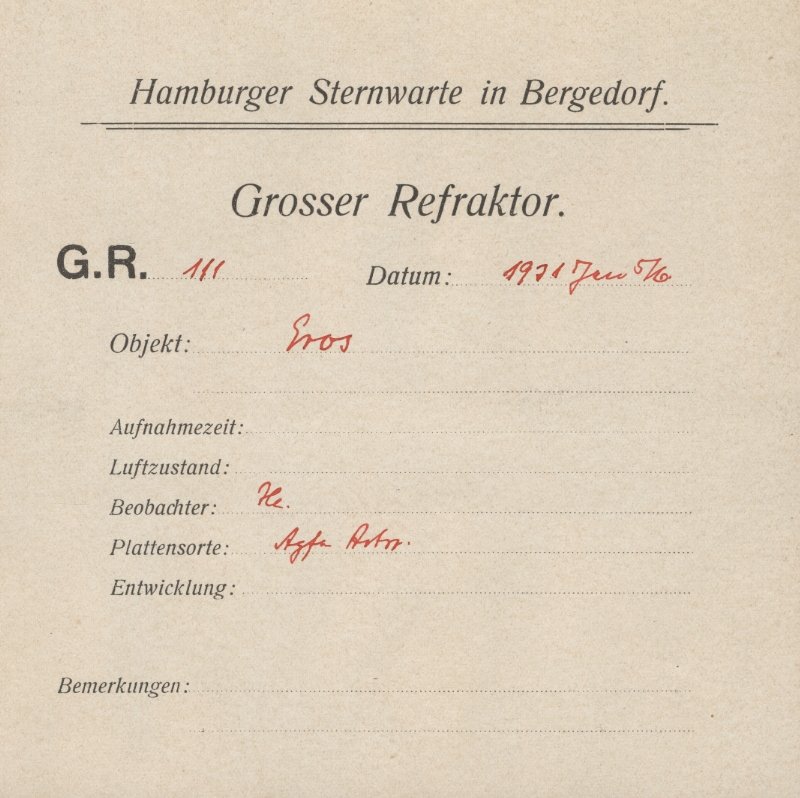 Hamburger Sternwarte in Bergedorf.
Grosser Refraktor.
G.R. 111 Datum: 1931 Jan 5/6
Objekt: Eros
Aufnahmezeit:
Luftzustand:
Beobachter: He.
Plattensorte: Agfa Astr.
Entwicklung:
Bemerkungen: